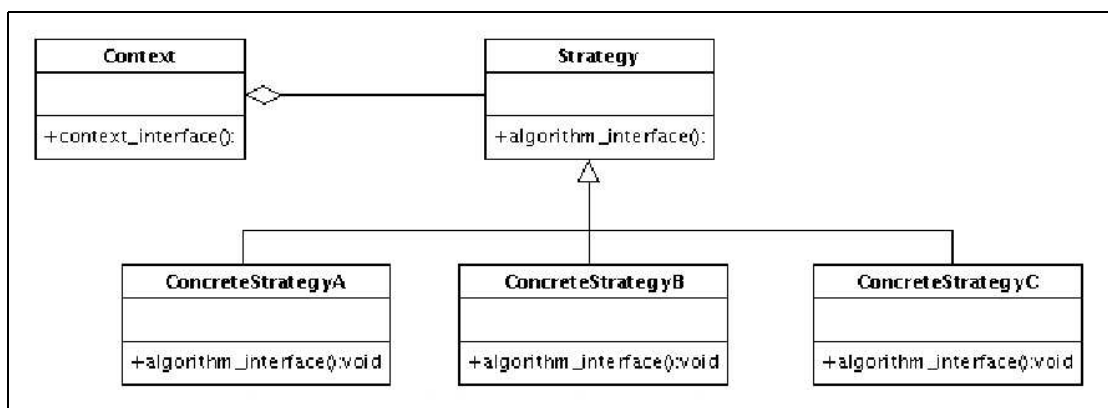 Context
Strategy
+context_interface():
+algorithm_interface():
ConcreteStrategyA
ConcreteStrategyB
ConcreteStrategyC
+algorithm_interface():void
+algorithm_interface():void
+algorithm_interface():void